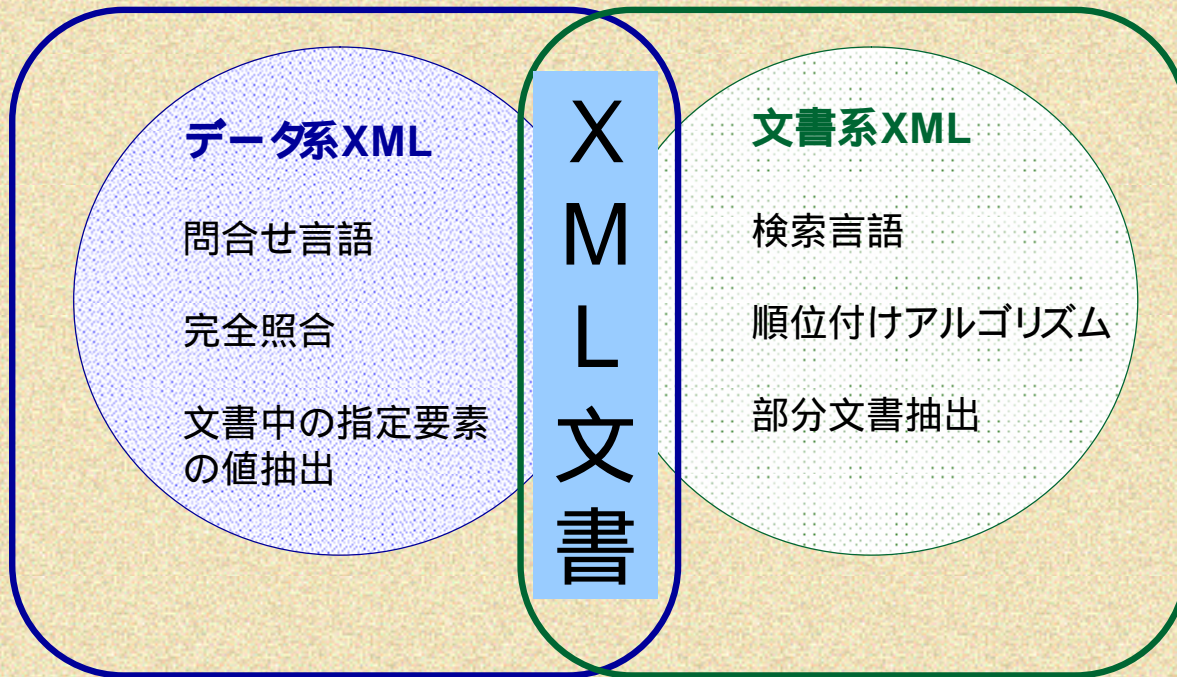 データ系XML
問合せ言語
完全照合
文書中の指定要素
の値抽出
XML文書
文書系XML
検索言語
順位付けアルゴリズム
部分文書抽出